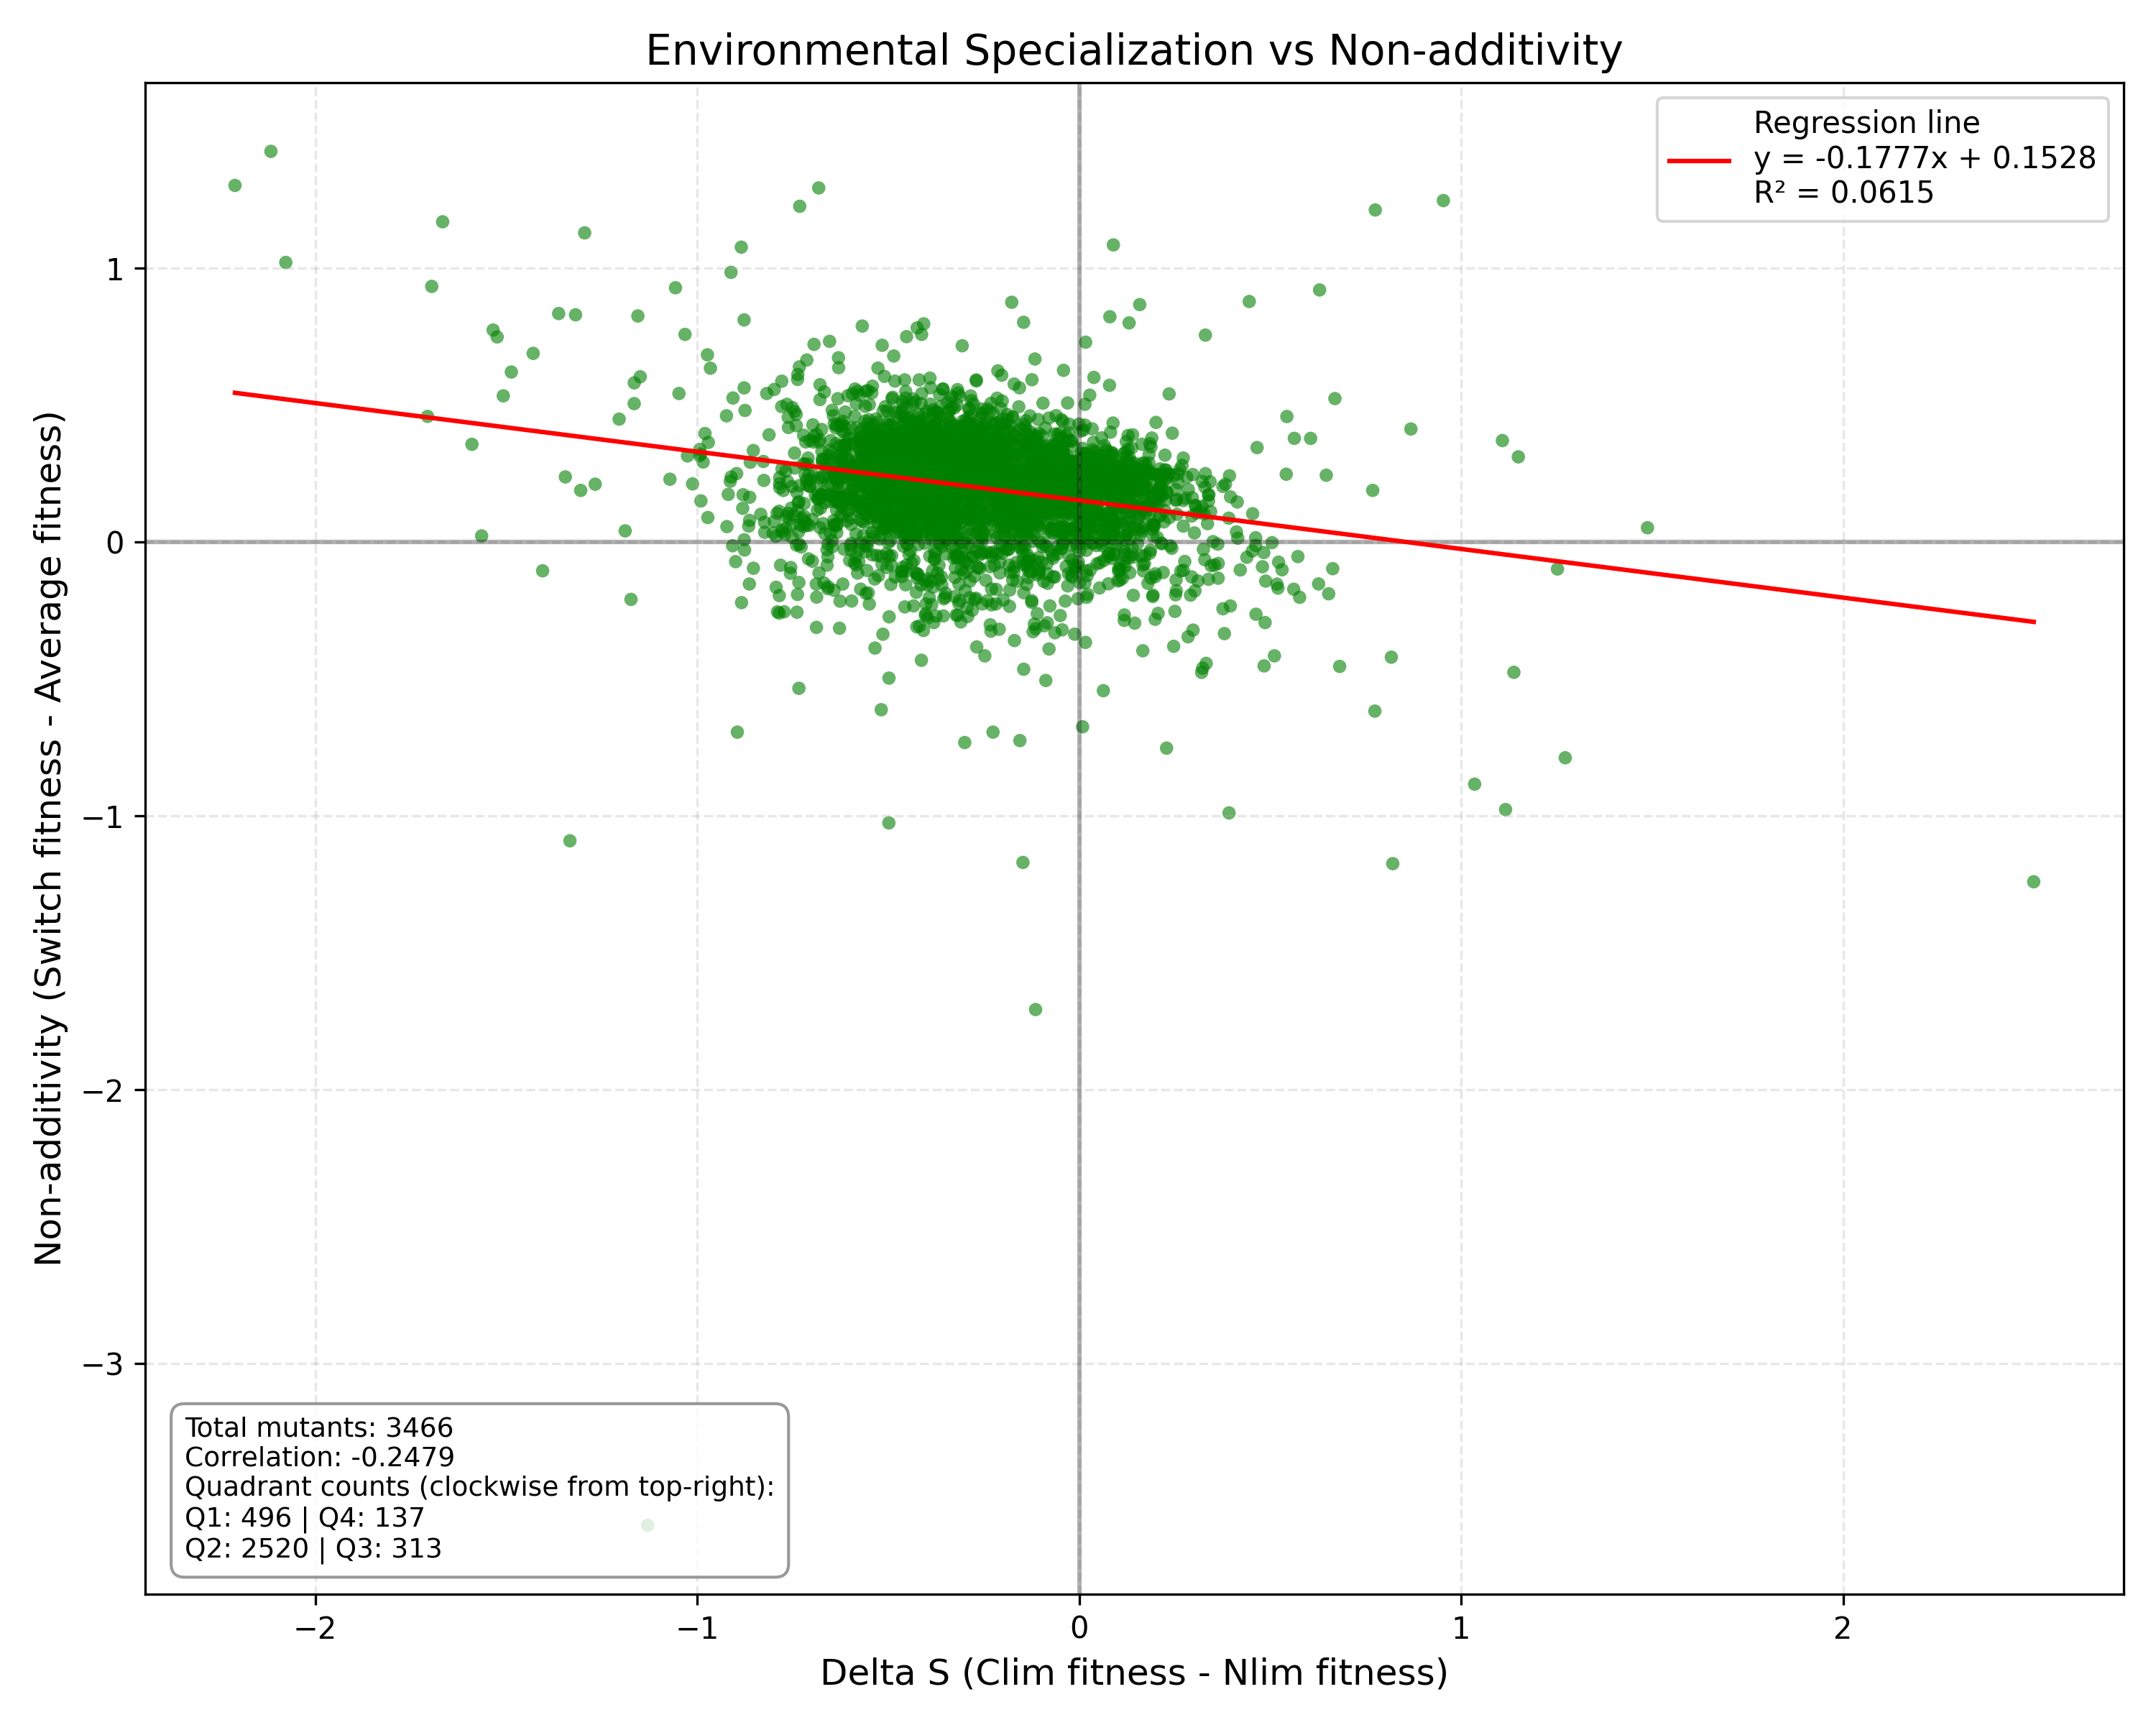 Environmental Specialization vs Non-additivity
Regression line
y = -0.1777x + 0.1528
R² = 0.0615
Non-additivity (Switch fitness - Average fitness)
1
0
−1
−2
−3
Total mutants: 3466
Correlation: -0.2479
Quadrant counts (clockwise from top-right):
Q1: 496 | Q4: 137
Q2: 2520 | Q3: 313
−2
−1
0
1
2
Delta S (Clim fitness - Nlim fitness)